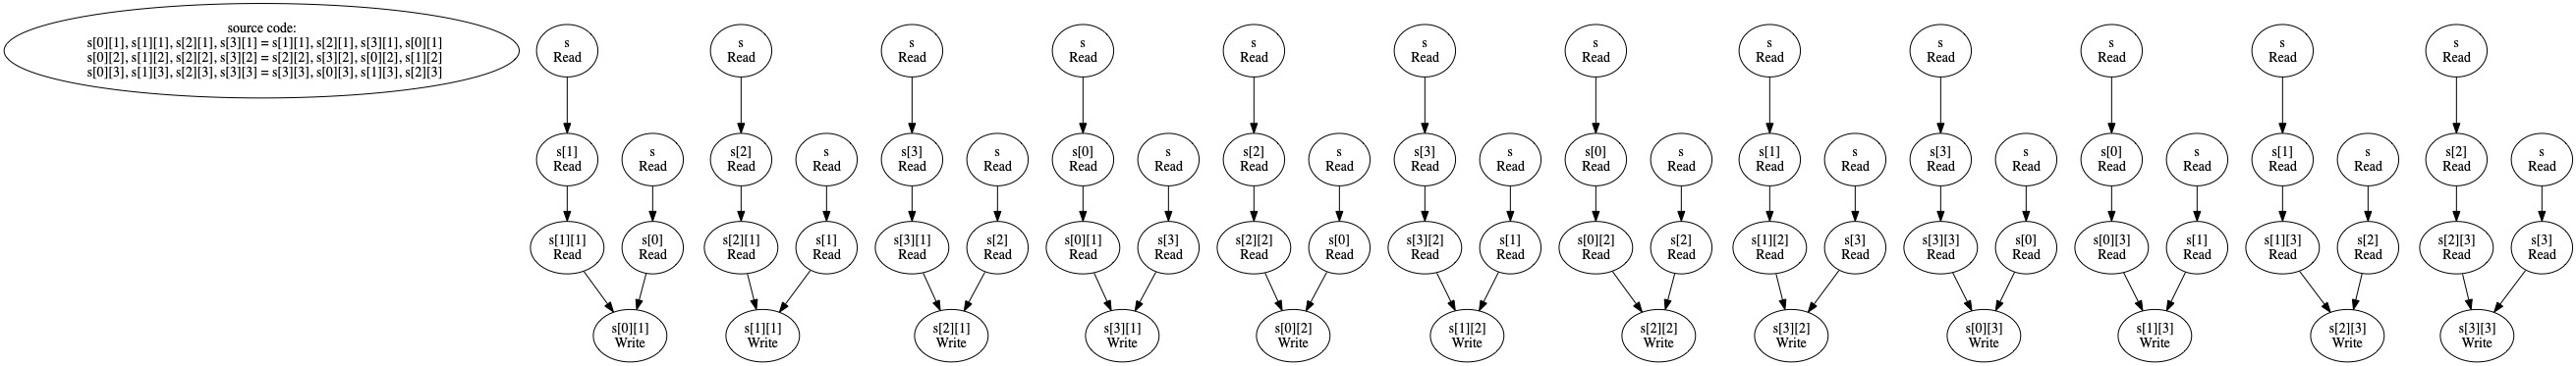 source code:
s[0][1], s[1][1], s[2][1], s[3][1] = s[1][1], s[2][1], s[3][1], s[0][1]
s[0][2], s[1][2], s[2][2], s[3][2] = s[2][2], s[3][2], s[0][2], s[1][2]
s[0][3], s[1][3], s[2][3], s[3][3] = s[3][3], s[0][3], s[1][3], s[2][3]
s
Read
s
Read
s
Read
s
Read
s
Read
s
Read
s
Read
s
Read
s
Read
s
Read
s
Read
s
Read
s[1]
Read
s
Read
s[2]
Read
s
Read
s[3]
Read
s
Read
s[0]
Read
s
Read
s[2]
Read
s
Read
s[3]
Read
s
Read
s[0]
Read
s
Read
s[1]
Read
s
Read
s[3]
Read
s
Read
s[0]
Read
s
Read
s[1]
Read
s
Read
s[2]
Read
s
Read
s[1][1]
Read
s[0]
Read
s[2][1]
Read
s[1]
Read
s[3][1]
Read
s[2]
Read
s[0][1]
Read
s[3]
Read
s[2][2]
Read
s[0]
Read
s[3][2]
Read
s[1]
Read
s[0][2]
Read
s[2]
Read
s[1][2]
Read
s[3]
Read
s[3][3]
Read
s[0]
Read
s[0][3]
Read
s[1]
Read
s[1][3]
Read
s[2]
Read
s[2][3]
Read
s[3]
Read
s[0][1]
Write
s[1][1]
Write
s[2][1]
Write
s[3][1]
Write
s[0][2]
Write
s[1][2]
Write
s[2][2]
Write
s[3][2]
Write
s[0][3]
Write
s[1][3]
Write
s[2][3]
Write
s[3][3]
Write